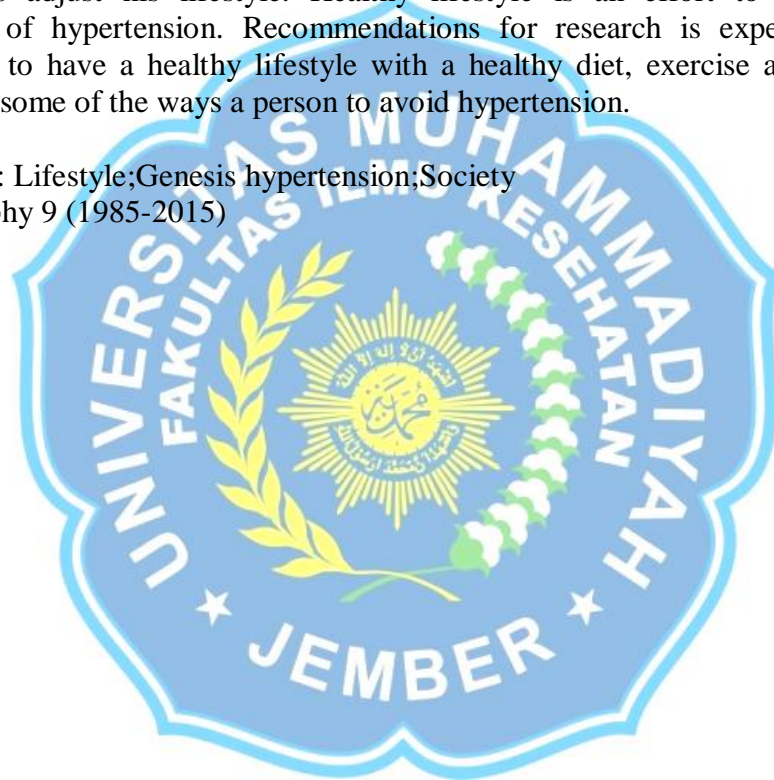 adjust his lifestyle. Healthy lifestyle is an effort to
of hypertension. Recommendations for research is expe
to have a healthy lifestyle with a healthy diet, exercise a
some of the ways a person to avoid hypertension.
: Lifestyle;Genesis hypertension;Society
phy 9 (1985-2015)
UNIVERSITAS MUHAMMADIYAH
FAKULTAS ILMU KESEHATAN
محمدية
JEMBER